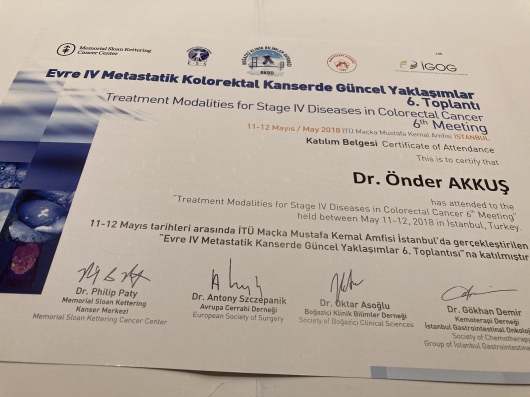 Memorial Sloan Kettering
Cancer Center
İGOG
Evre IV Metastatik Kolorektal Kanserde Güncel Yaklaşımlar
6. Toplantı
Treatment Modalities for Stage IV Diseases in Colorectal Cancer
6th Meeting
11-12 Mayıs / May 2018 İTÜ Maçka Mustafa Kemal Amfisi İSTANBUL
Katılım Belgesi Certificate of Attendance
This is to certify that
Dr. Önder AKKUŞ
has attended to the
"Treatment Modalities for Stage IV Diseases in Colorectal Cancer 6th Meeting"
held between May 11-12, 2018 in İstanbul, Turkey.
11-12 Mayıs tarihleri arasında İTÜ Maçka Mustafa Kemal Amfisi İstanbul'da gerçekleştirilen
"Evre IV Metastatik Kanserde Güncel Yaklaşımlar 6. Toplantısı"na katılmıştır
Dr. Philip Paty
Memorial Sloan Kettering
Kanser Merkezi
Memorial Sloan Kettering Cancer Center
Dr. Antony Szczepanik
Avrupa Cerrahi Derneği
European Society of Surgery
Dr. Oktar Asoğlu
Boğaziçi Klinik Bilimler Derneği
Society of Boğaziçi Clinical Sciences
Dr. Gökhan Demir
Kemoterapi Derneği
İstanbul Gastrointestinal Onkoloji
Society of Chemotherapy
Group of İstanbul Gastrointestinal